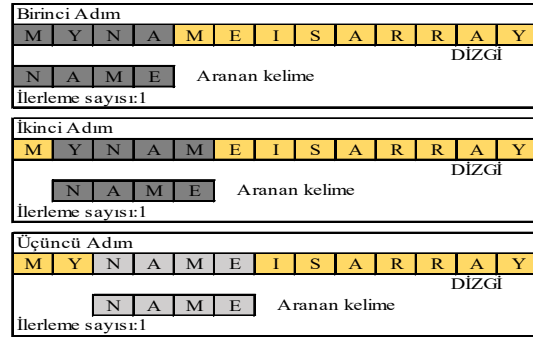 Birinci Adım
M Y N A M E I S A R R A Y
DİZGİ
N A M E Aranan kelime
İlerleme sayısı:1
İkinci Adım
M Y N A M E I S A R R A Y
DİZGİ
N A M E Aranan kelime
İlerleme sayısı:1
Üçüncü Adım
M Y N A M E I S A R R A Y
DİZGİ
N A M E Aranan kelime
İlerleme sayısı:1